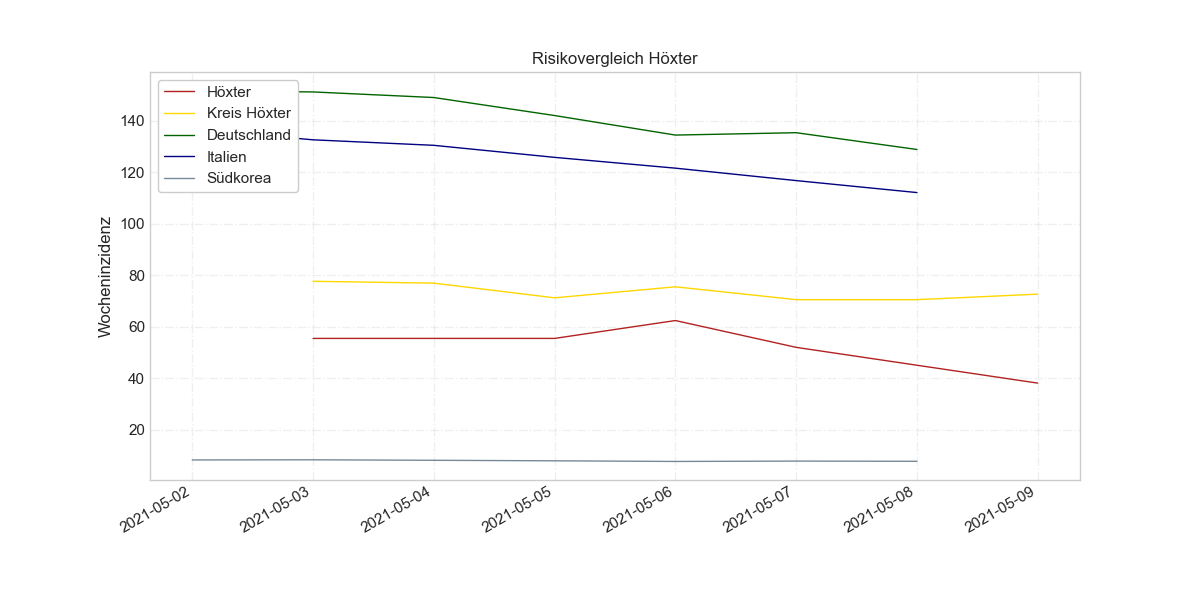 Risikovergleich Höxter
Höxter
Kreis Höxter
Deutschland
Italien
Südkorea
Wocheninzidenz
140
120
100
80
60
40
20
2021-05-02
2021-05-03
2021-05-04
2021-05-05
2021-05-06
2021-05-07
2021-05-08
2021-05-09